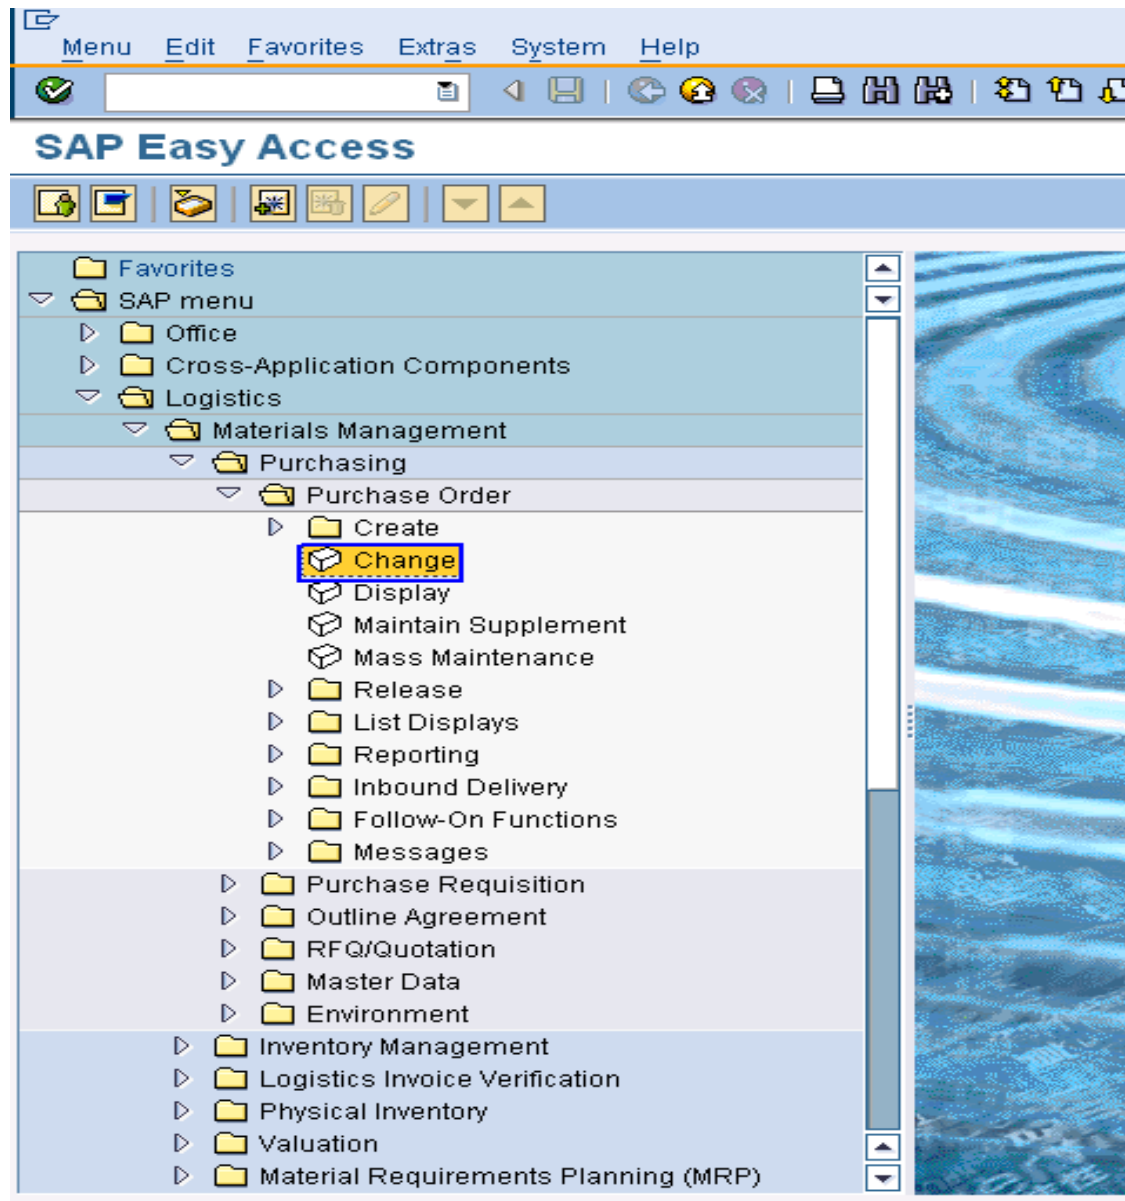 Menu Edit Favorites Extras System Help
SAP Easy Access
Favorites
SAP menu
Office
Cross-Application Components
Logistics
Materials Management
Purchasing
Purchase Order
Create
Change
Display
Maintain Supplement
Mass Maintenance
Release
List Displays
Reporting
Inbound Delivery
Follow-On Functions
Messages
Purchase Requisition
Outline Agreement
RFQ/Quotation
Master Data
Environment
Inventory Management
Logistics Invoice Verification
Physical Inventory
Valuation
Material Requirements Planning (MRP)